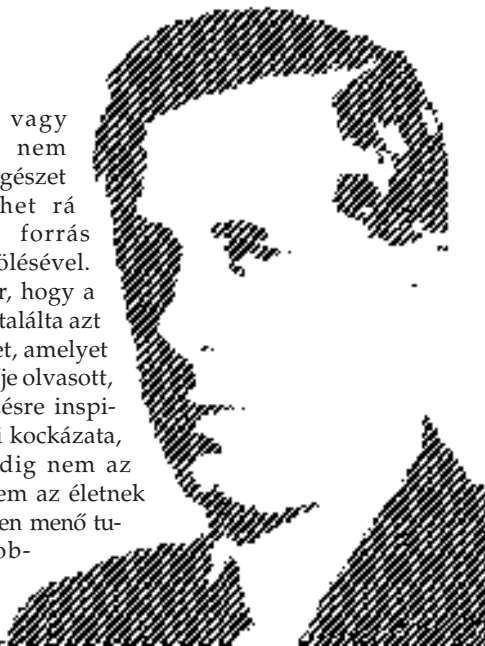 vagy
nem
gészet
het rá
forrás
ölésével.
r, hogy a
találta azt
et, amelyet
je olvasott,
ésre inspi-
i kockázata,
dig nem az
em az életnek
en menő tu-
ob-